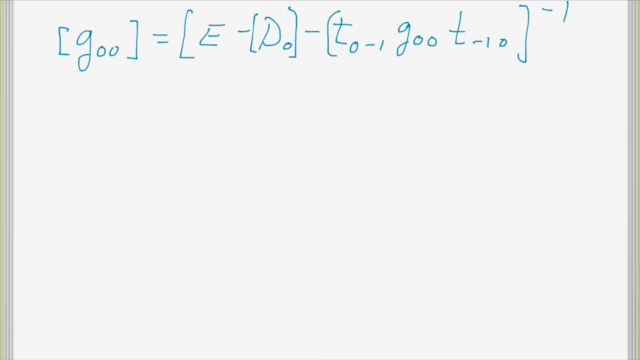 [g₀₀] = [E - [D₀] - [t₀₋₁ g₀₀ t₋₁₀]⁻¹